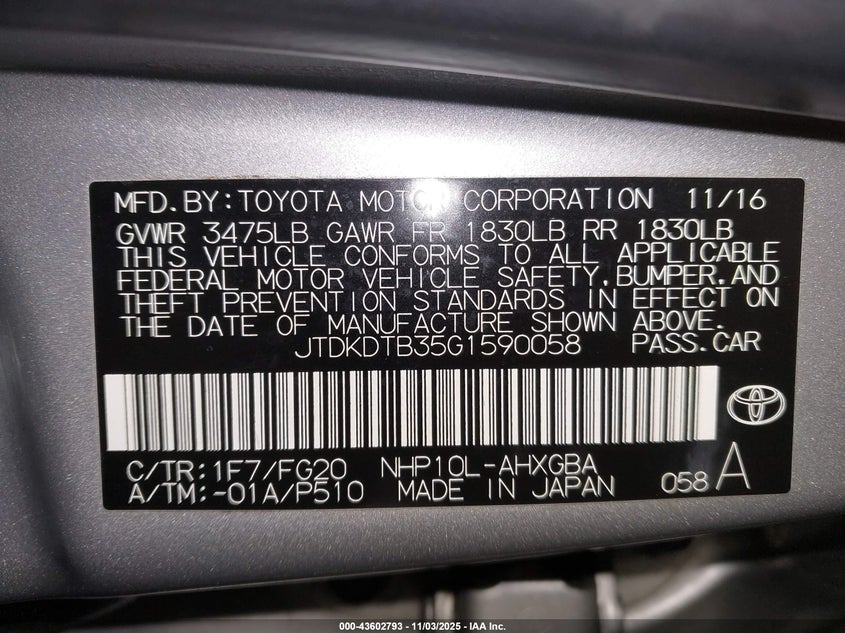 MFD.BY:TOYOTA MOTOR CORPORATION 11/16
GVWR 3475LB GAWR FR 1830LB RR 1830LB
THIS VEHICLE CONFORMS TO ALL APPLICABLE
FEDERAL MOTOR VEHICLE SAFETY,BUMPER,AND
THEFT PREVENTION STANDARDS IN EFFECT ON
THE DATE OF MANUFACTURE SHOWN ABOVE.
JTDKDTB35G1590058 PASS.CAR
C/TR:1F7/FG20 NHP10L-AHXGBA
A/TM:-01A/P510 MADE IN JAPAN 058 A
000-43602793 - 11/03/2025 - IAA Inc.